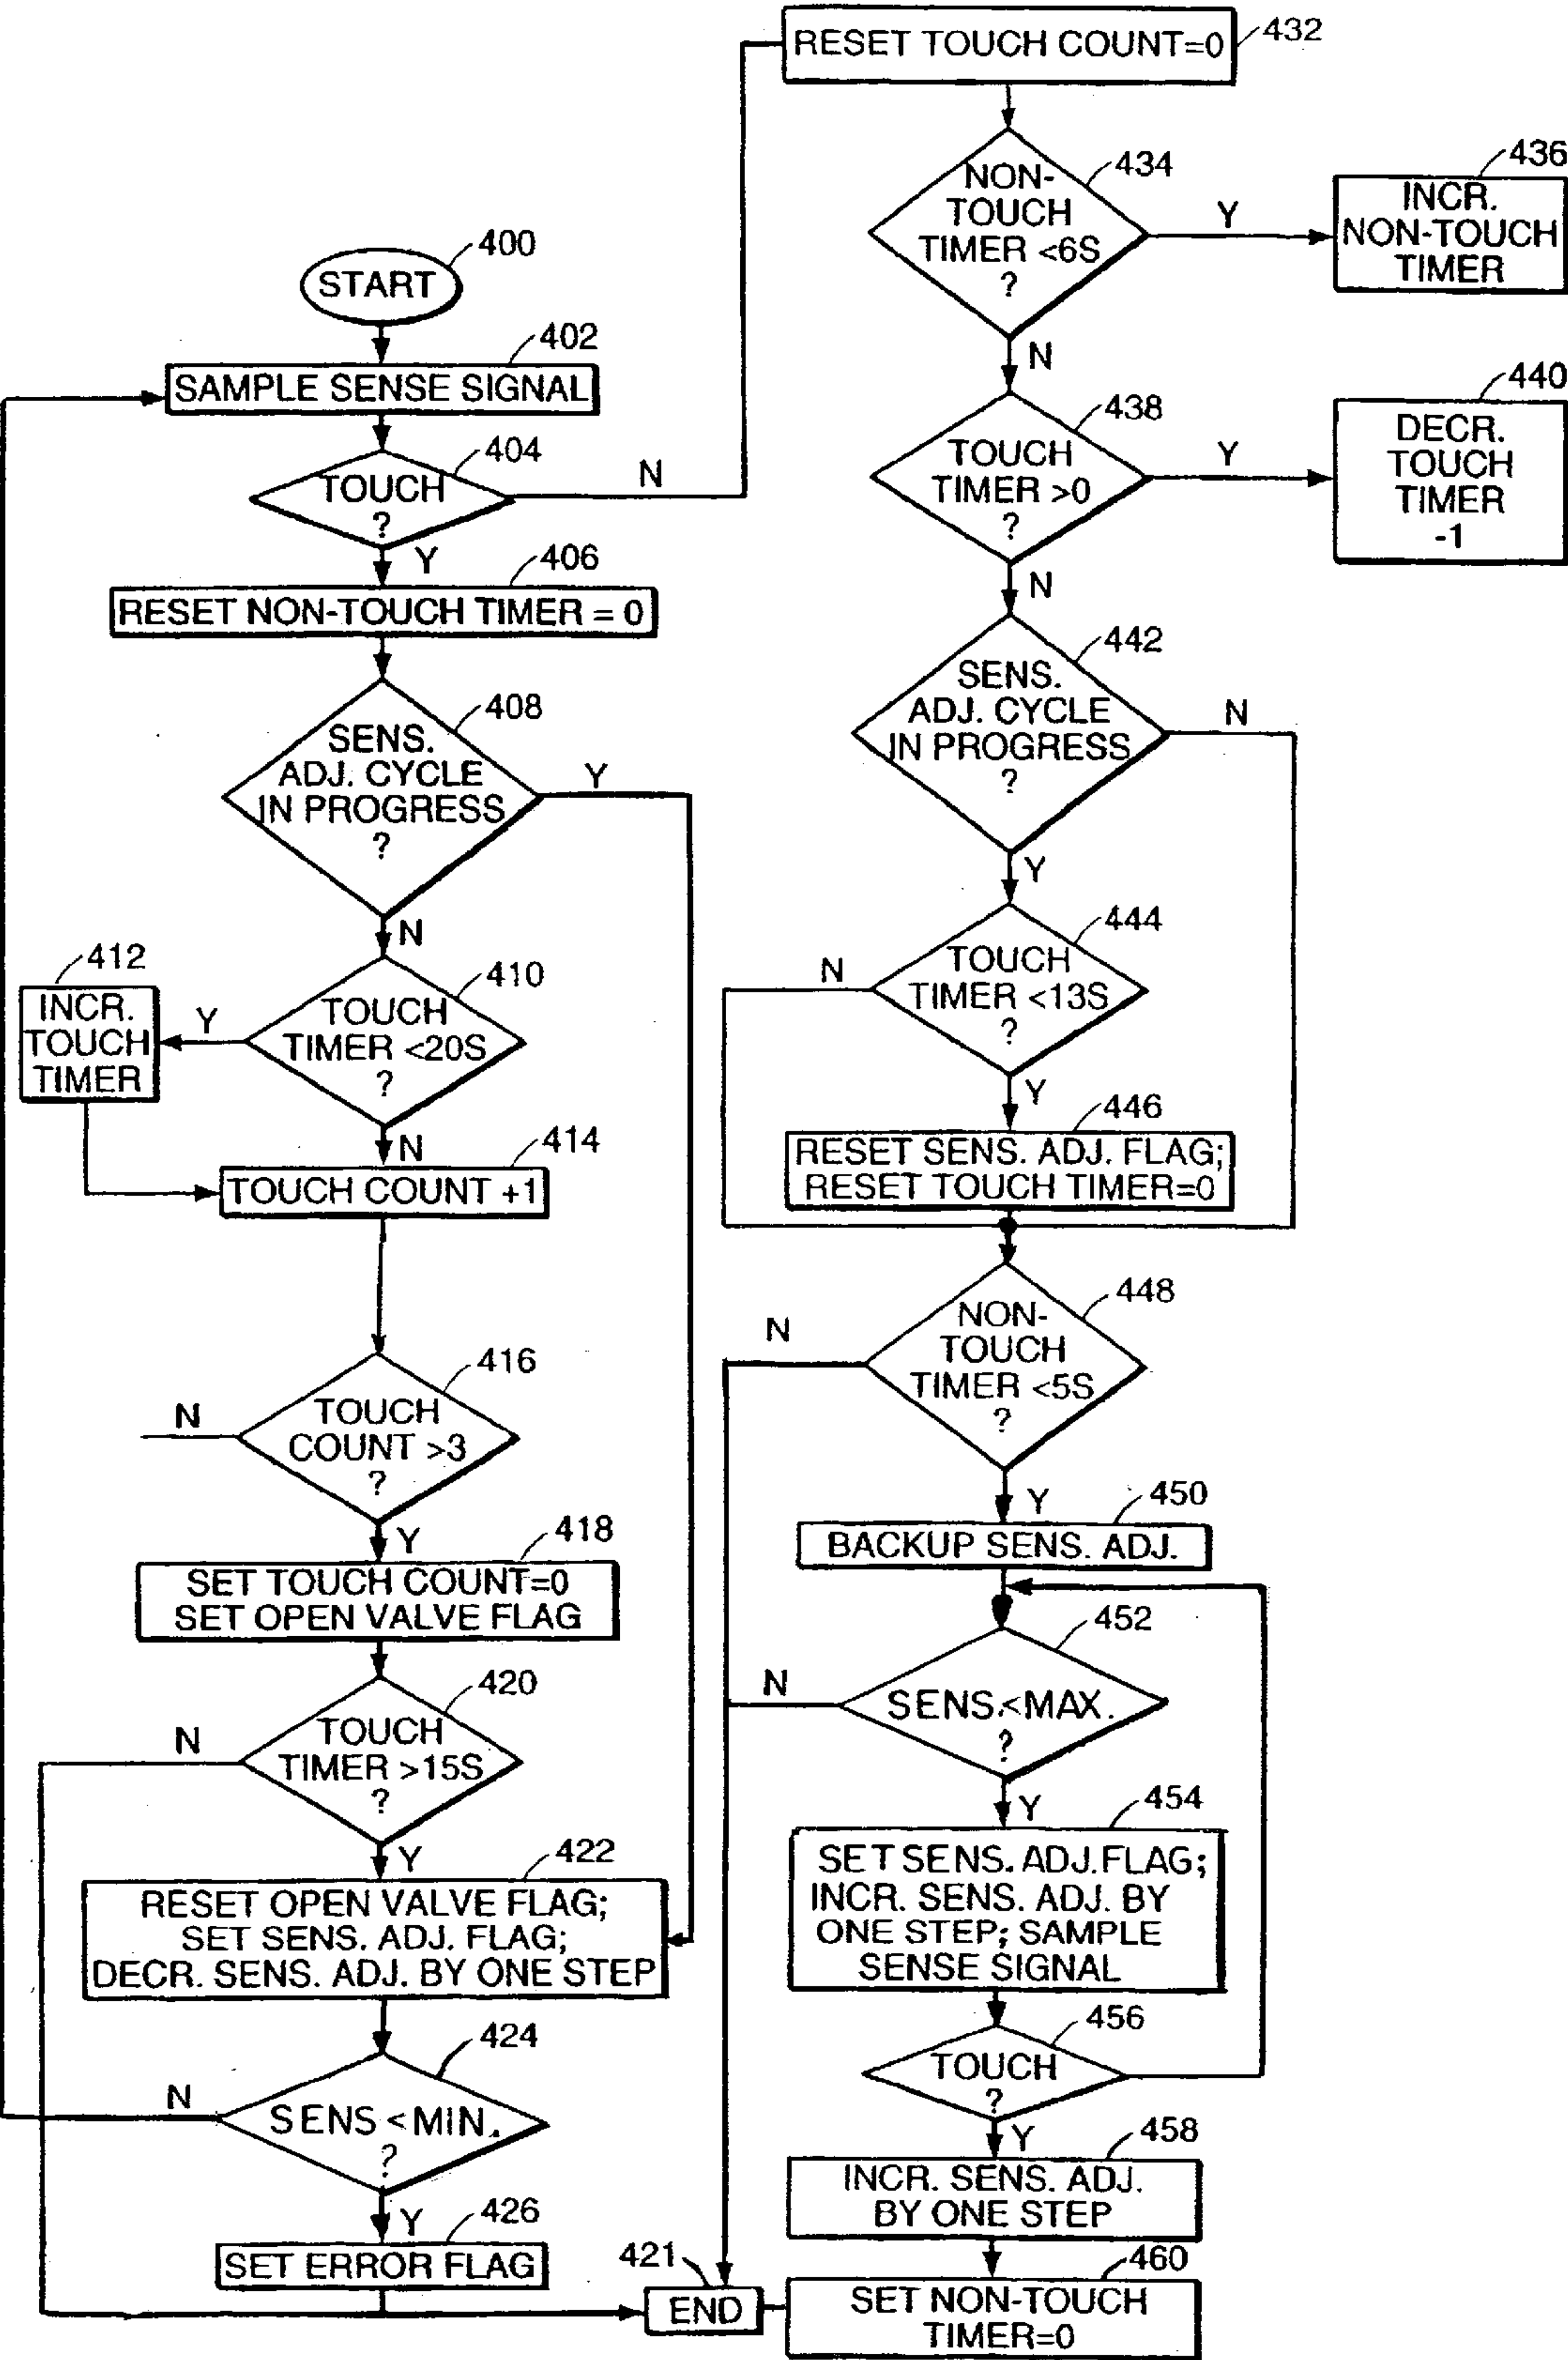 400
START
402
SAMPLE SENSE SIGNAL
404
TOUCH
?
N
Y
406
RESET NON-TOUCH TIMER = 0
408
SENS.
ADJ. CYCLE
IN PROGRESS
?
Y
N
410
TOUCH
TIMER <20S
?
Y
412
INCR.
TOUCH
TIMER
N
414
TOUCH COUNT +1
416
TOUCH
COUNT >3
?
N
Y
418
SET TOUCH COUNT=0
SET OPEN VALVE FLAG
420
TOUCH
TIMER >15S
?
N
Y
422
RESET OPEN VALVE FLAG;
SET SENS. ADJ. FLAG;
DECR. SENS. ADJ. BY ONE STEP
424
SENS < MIN.
?
N
Y
426
SET ERROR FLAG
421
END
432
RESET TOUCH COUNT=0
434
NON-
TOUCH
TIMER <6S
?
Y
436
INCR.
NON-TOUCH
TIMER
N
438
TOUCH
TIMER >0
?
Y
440
DECR.
TOUCH
TIMER
-1
N
442
SENS.
ADJ. CYCLE
IN PROGRESS
?
N
Y
444
TOUCH
TIMER <13S
?
N
Y
446
RESET SENS. ADJ. FLAG;
RESET TOUCH TIMER=0
448
NON-
TOUCH
TIMER <5S
?
N
Y
450
BACKUP SENS. ADJ.
452
SENS.<MAX.
?
N
Y
454
SET SENS. ADJ. FLAG;
INCR. SENS. ADJ. BY
ONE STEP; SAMPLE
SENSE SIGNAL
456
TOUCH
?
Y
458
INCR. SENS. ADJ.
BY ONE STEP
460
SET NON-TOUCH
TIMER=0